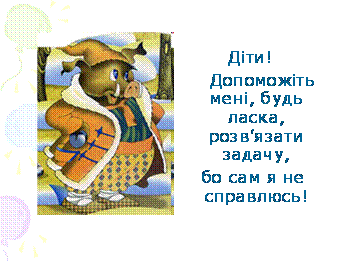 Діти!
Допоможіть
мені, будь
ласка,
розв'язати
задачу,
бо сам я не
справлюсь!